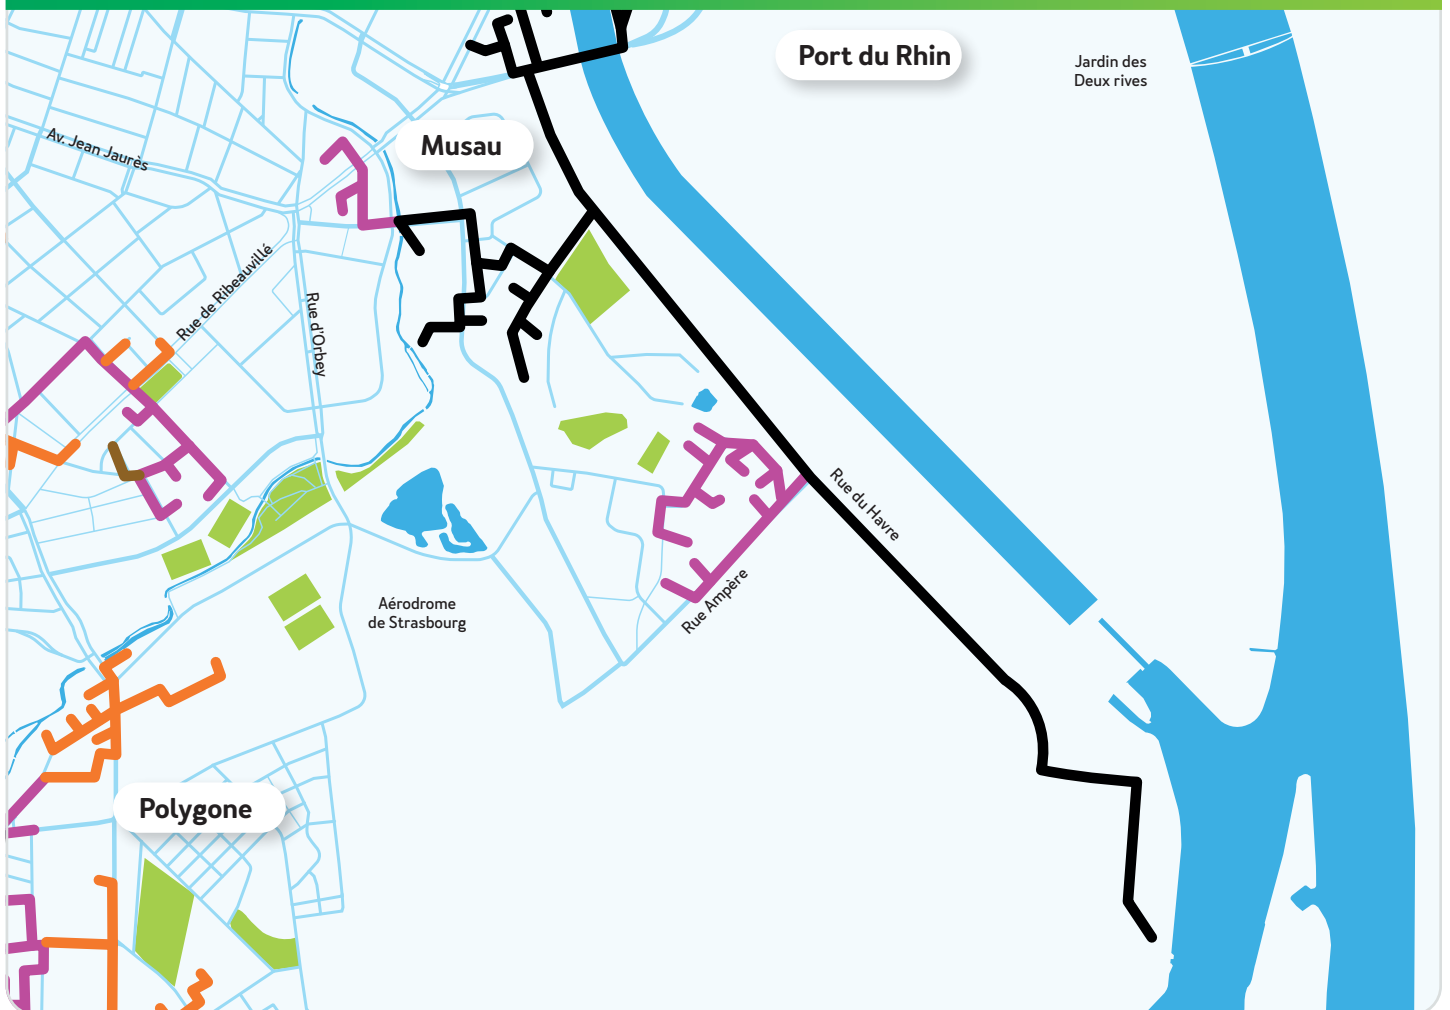 Port du Rhin
Jardin des
Deux rives
Musau
Av. Jean Jaurès
Rue de Ribeauvillé
Rue d'Orbey
Rue du Havre
Rue Ampère
Aérodrome
de Strasbourg
Polygone